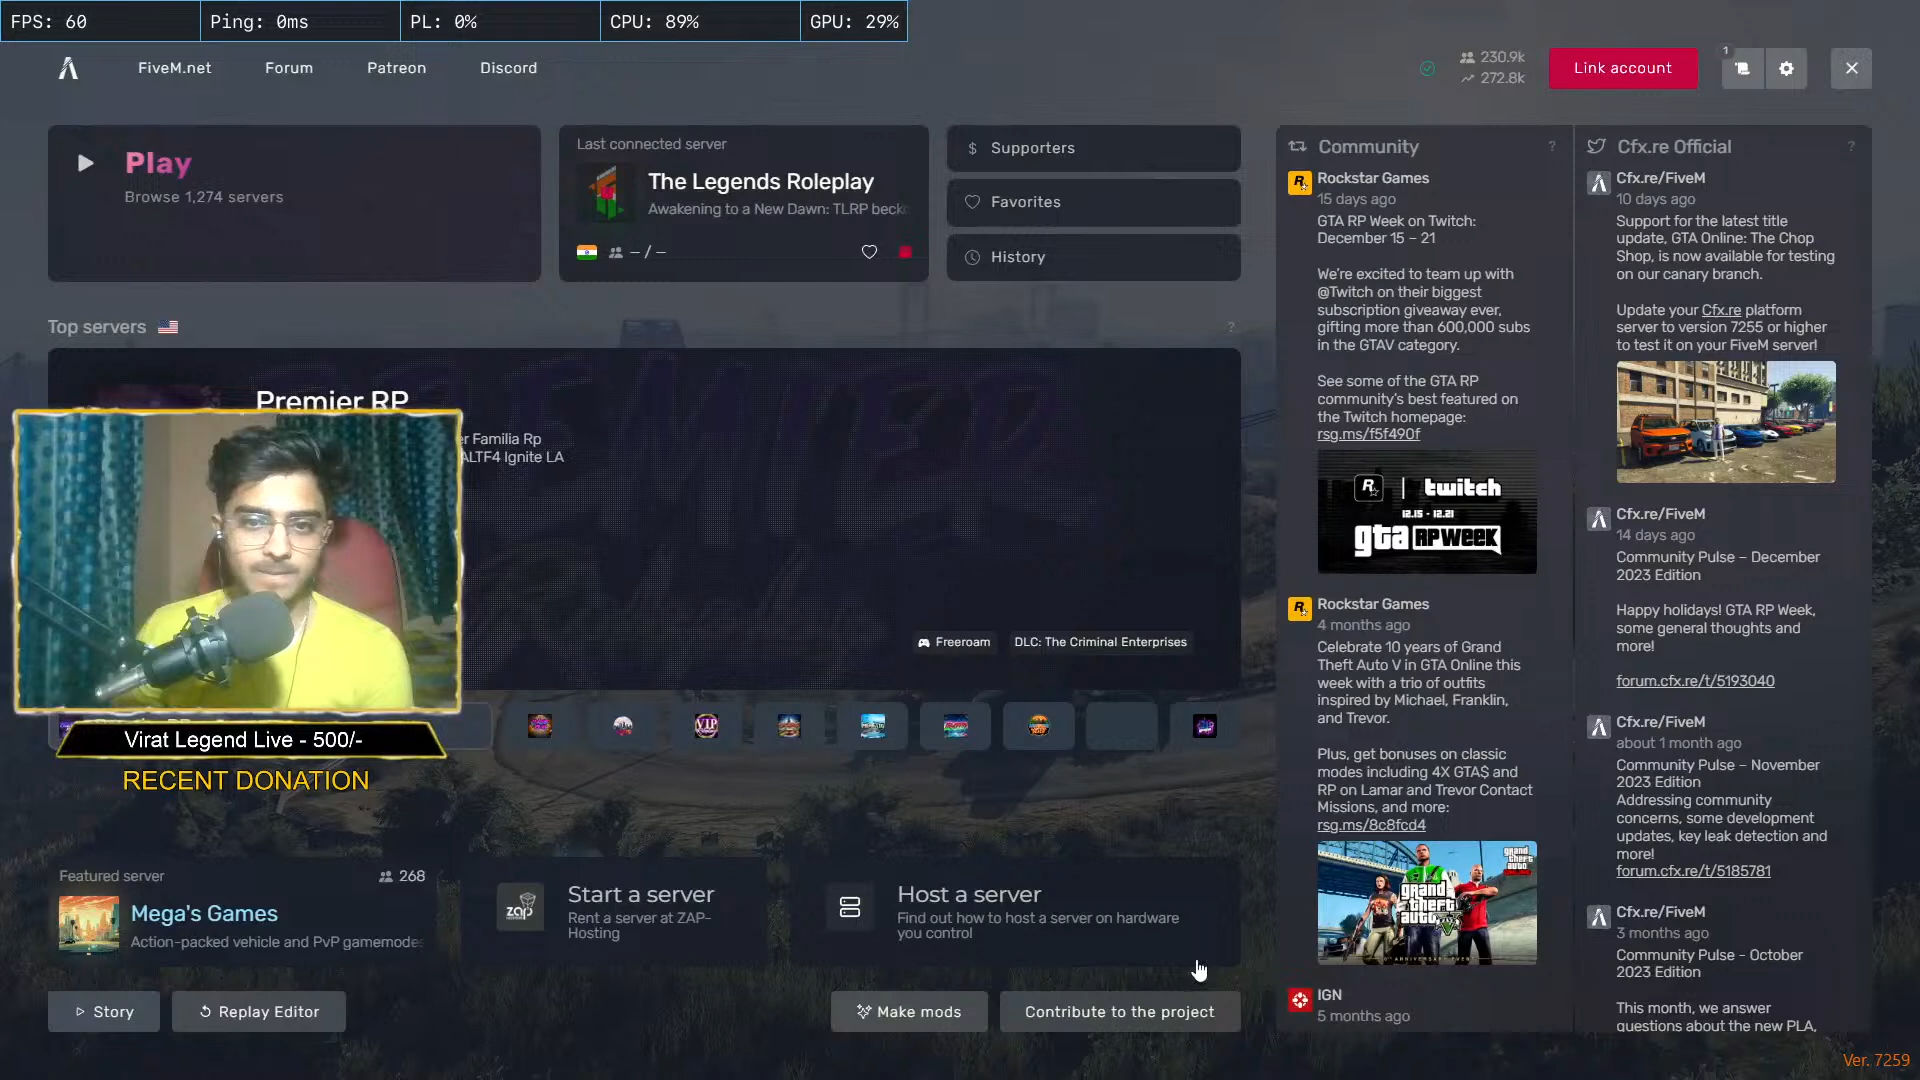 FPS: 60
Ping: 0ms
PL: 0%
CPU: 89%
GPU: 29%
FiveM.net
Forum
Patreon
Discord
230.9k
272.8k
Link account
1
Play
Browse 1,274 servers
Last connected server
The Legends Roleplay
Awakening to a New Dawn: TLRP beck
– / –
$ Supporters
Favorites
History
Top servers
?
Premier RP
er Familia Rp
ALTF4 Ignite LA
Freeroam
DLC: The Criminal Enterprises
VIP
Virat Legend Live - 500/-
RECENT DONATION
Featured server
268
Mega's Games
Action-packed vehicle and PvP gamemodes
zap
Start a server
Rent a server at ZAP-
Hosting
Host a server
Find out how to host a server on hardware
you control
Story
Replay Editor
Make mods
Contribute to the project
Community
?
Rockstar Games
15 days ago
GTA RP Week on Twitch:
December 15 – 21
We're excited to team up with
@Twitch on their biggest
subscription giveaway ever,
gifting more than 600,000 subs
in the GTAV category.
See some of the GTA RP
community's best featured on
the Twitch homepage:
rsg.ms/f5f490f
R | twitch
12.15 - 12.21
gta RP WEEK
Rockstar Games
4 months ago
Celebrate 10 years of Grand
Theft Auto V in GTA Online this
week with a trio of outfits
inspired by Michael, Franklin,
and Trevor.
Plus, get bonuses on classic
modes including 4X GTA$ and
RP on Lamar and Trevor Contact
Missions, and more:
rsg.ms/8c8fcd4
grand
theft
auto
V
IGN
5 months ago
Cfx.re Official
?
Cfx.re/FiveM
10 days ago
Support for the latest title
update, GTA Online: The Chop
Shop, is now available for testing
on our canary branch.
Update your Cfx.re platform
server to version 7255 or higher
to test it on your FiveM server!
Cfx.re/FiveM
14 days ago
Community Pulse – December
2023 Edition
Happy holidays! GTA RP Week,
some general thoughts and
more!
forum.cfx.re/t/5193040
Cfx.re/FiveM
about 1 month ago
Community Pulse – November
2023 Edition
Addressing community
concerns, some development
updates, key leak detection and
more!
forum.cfx.re/t/5185781
Cfx.re/FiveM
3 months ago
Community Pulse - October
2023 Edition
This month, we answer
questions about the new PLA,
Ver. 7259